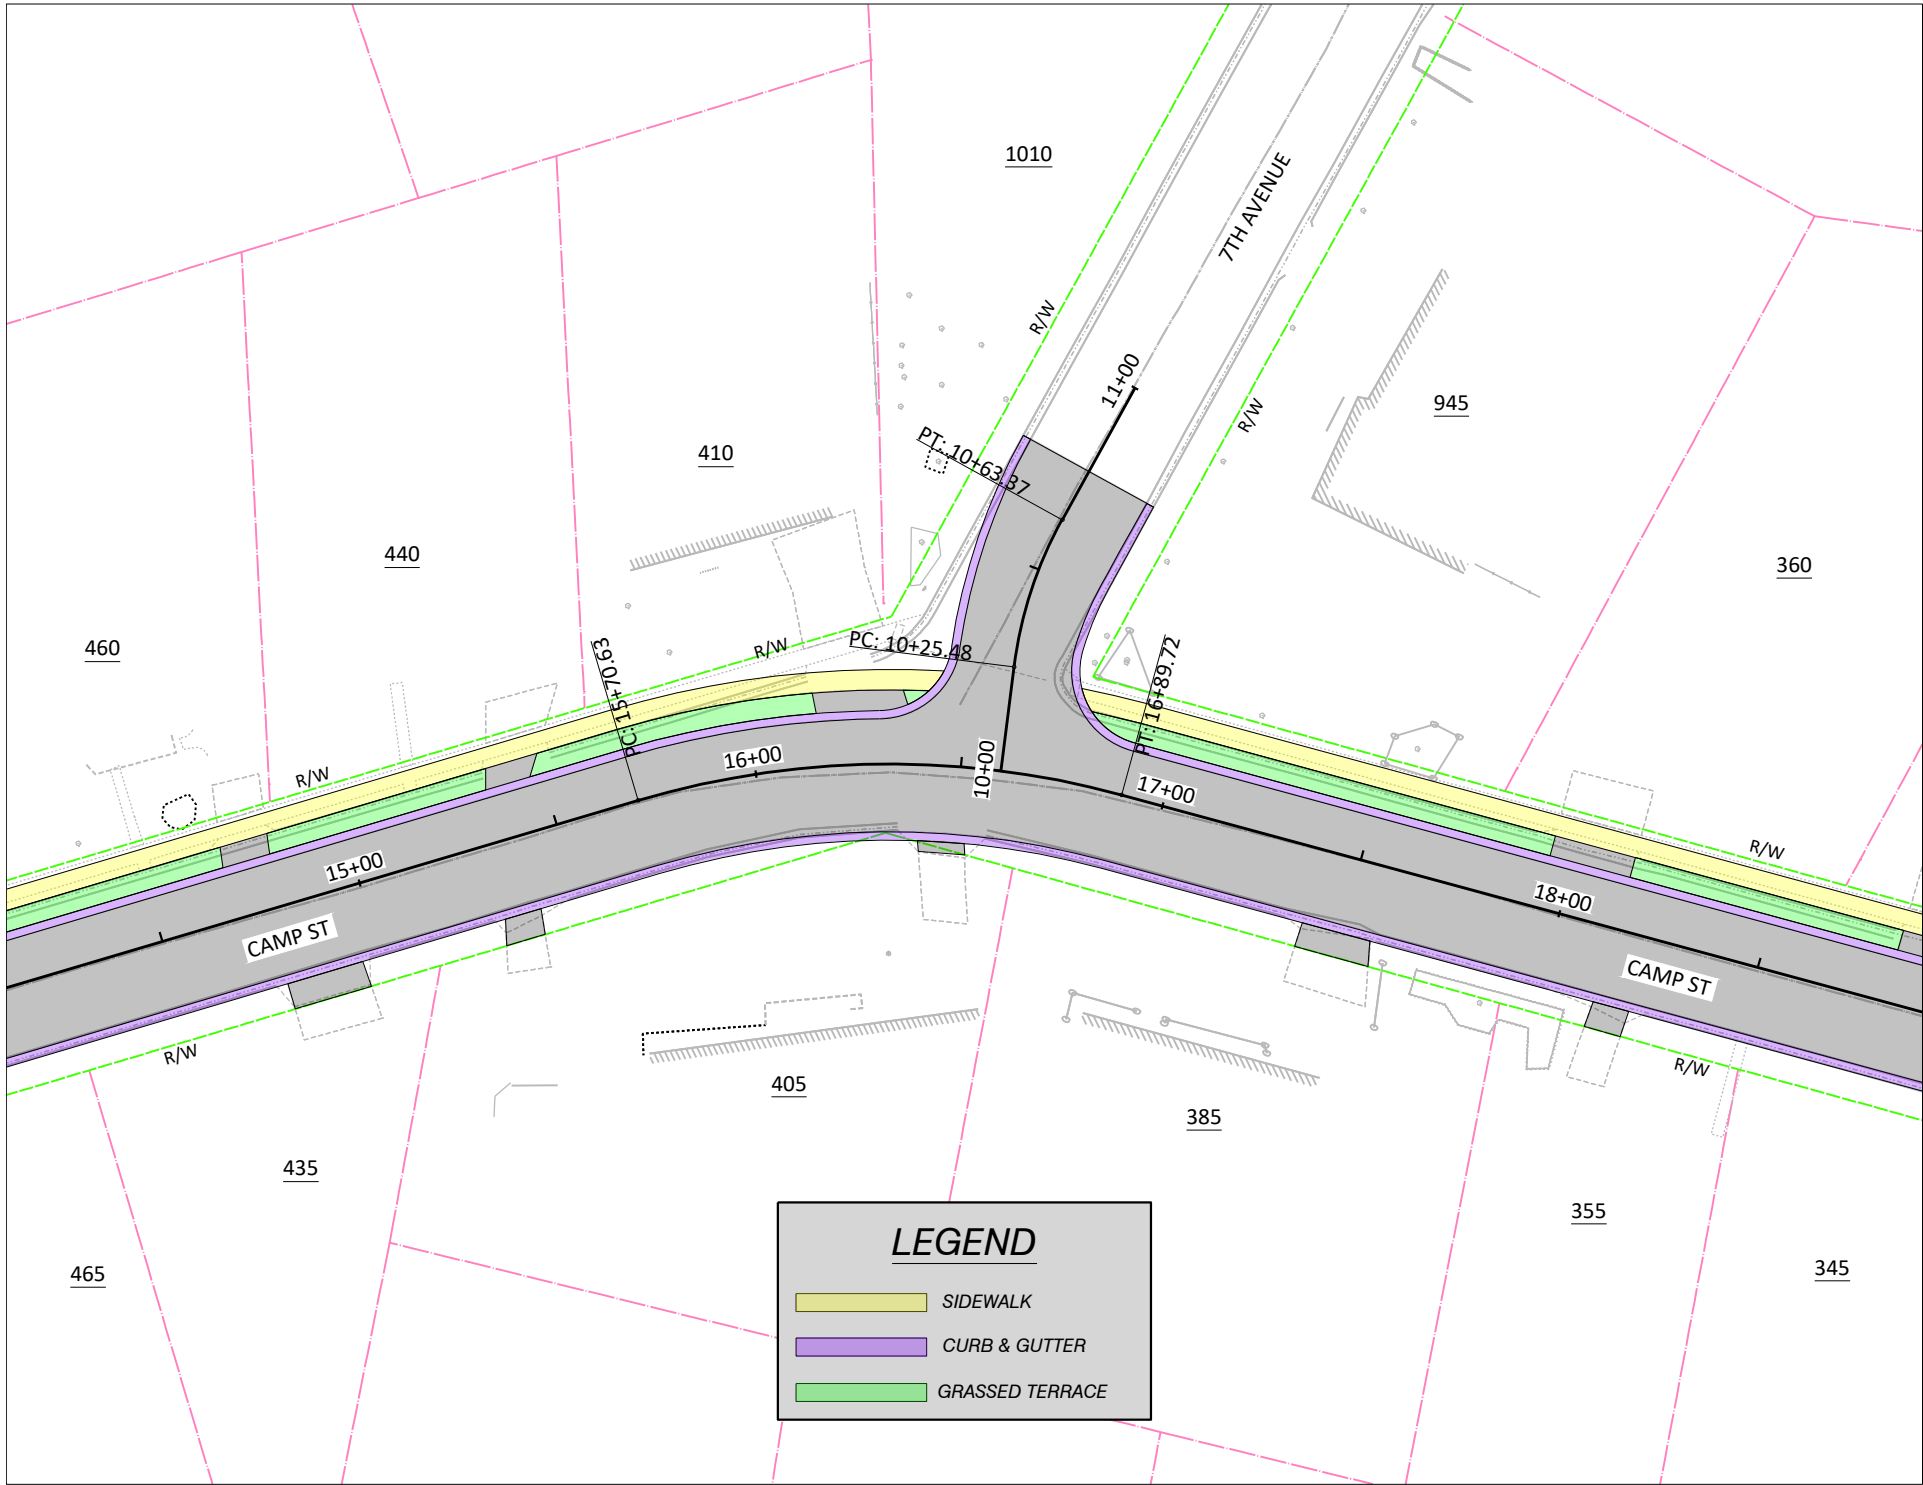 1010
7TH AVENUE
R/W
11+00
945
R/W
410
PT: 10+63.37
440
360
460
PC: 15+70.63
R/W
PC: 10+25.48
PT: 16+89.72
R/W
16+00
10+00
17+00
R/W
15+00
18+00
CAMP ST
CAMP ST
R/W
R/W
405
385
435
355
465
345
LEGEND
SIDEWALK
CURB & GUTTER
GRASSED TERRACE